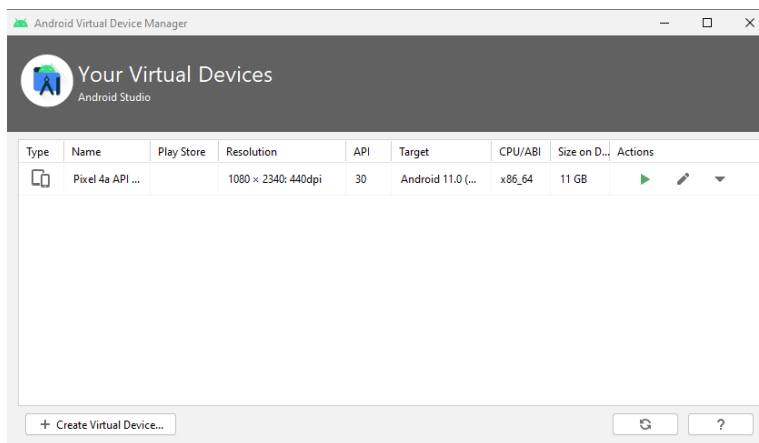 Android Virtual Device Manager
Your Virtual Devices
Android Studio
Type Name Play Store Resolution API Target CPU/ABI Size on D... Actions
Pixel 4a API ... 1080 × 2340: 440dpi 30 Android 11.0 (... x86_64 11 GB
+ Create Virtual Device... ?